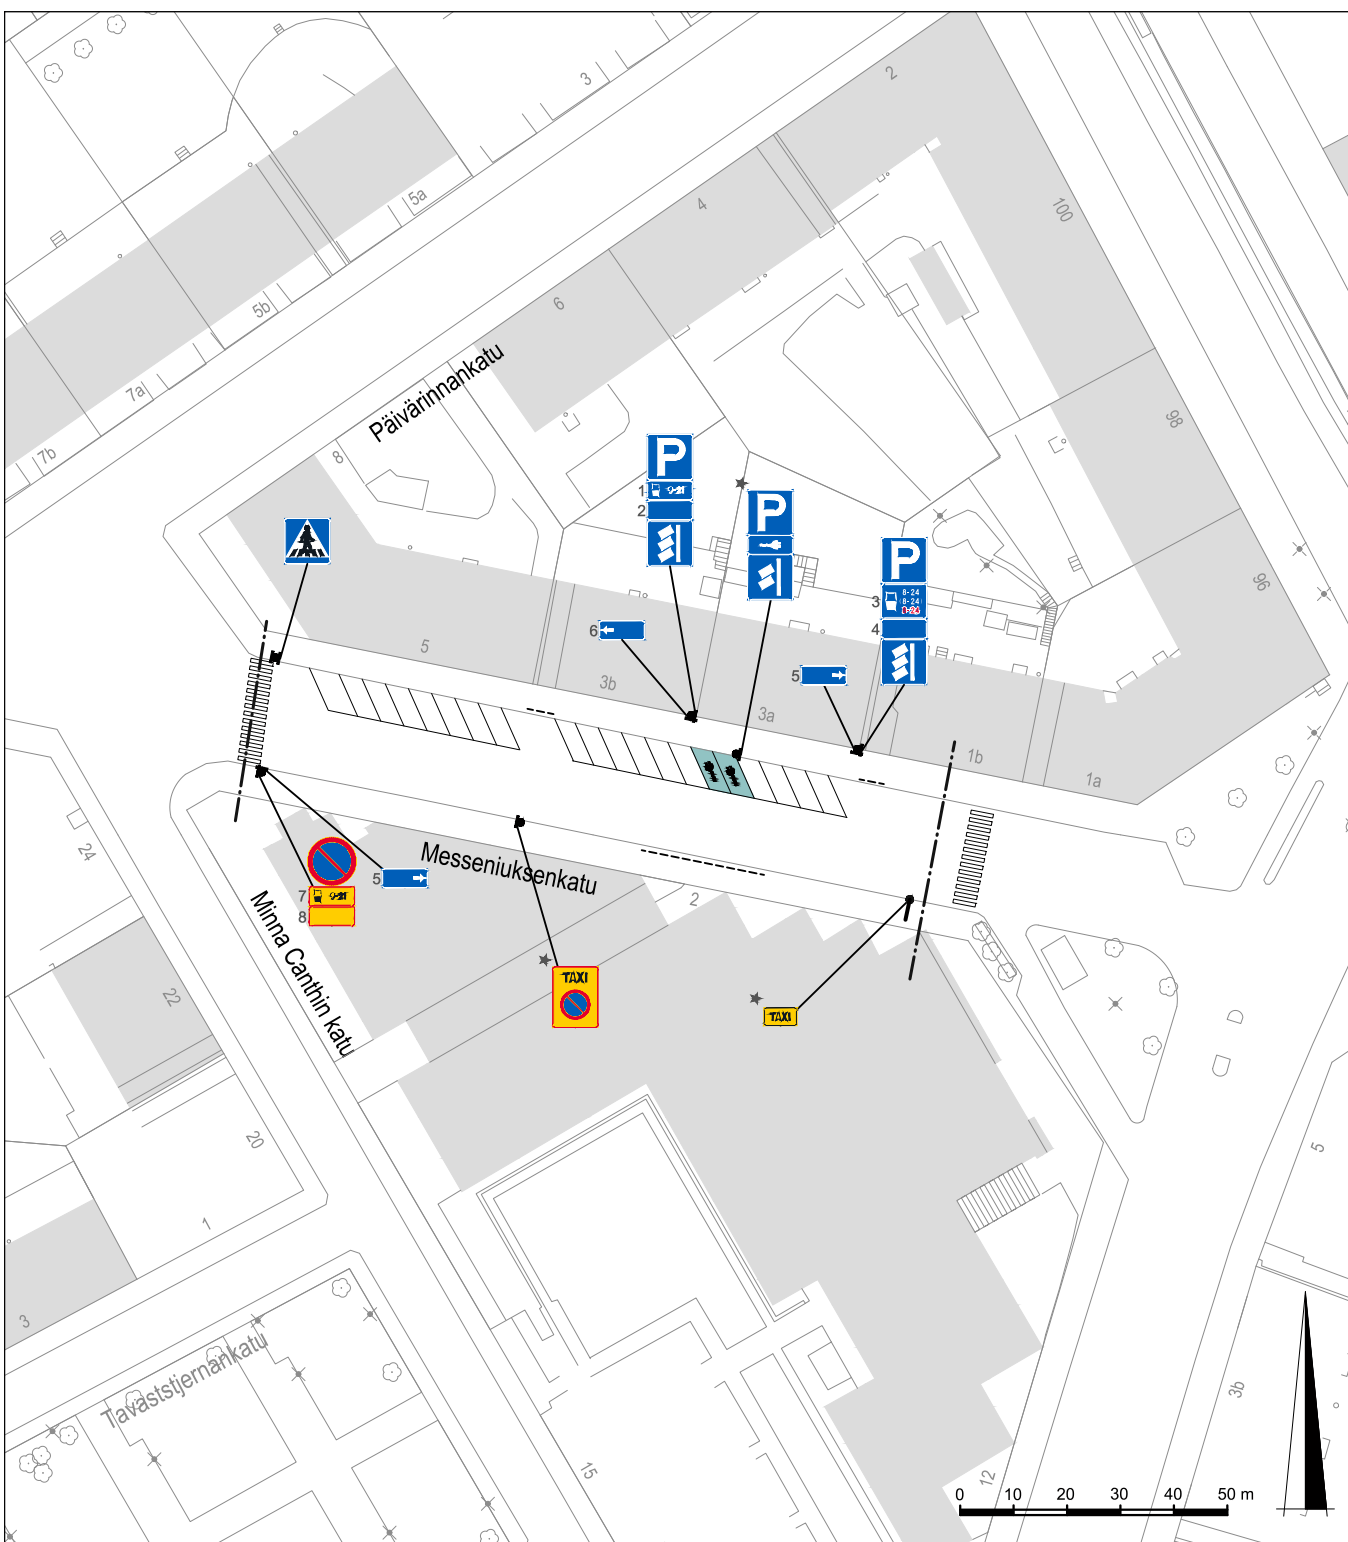 3
2
5a
4
100
5b
6
7a
Päivärinnankatu
98
7b
8
P
1
9-21
2
P
P
96
3
8-24
(8-24)
8-24
4
6
5
3b
5
3a
1b
1a
24
Messeniuksenkatu
5
7
9-21
8
2
Minna Canthin katu
TAXI
22
TAXI
20
5
1
3
Tavaststjernankatu
3b
15
12
0 10 20 30 40 50 m